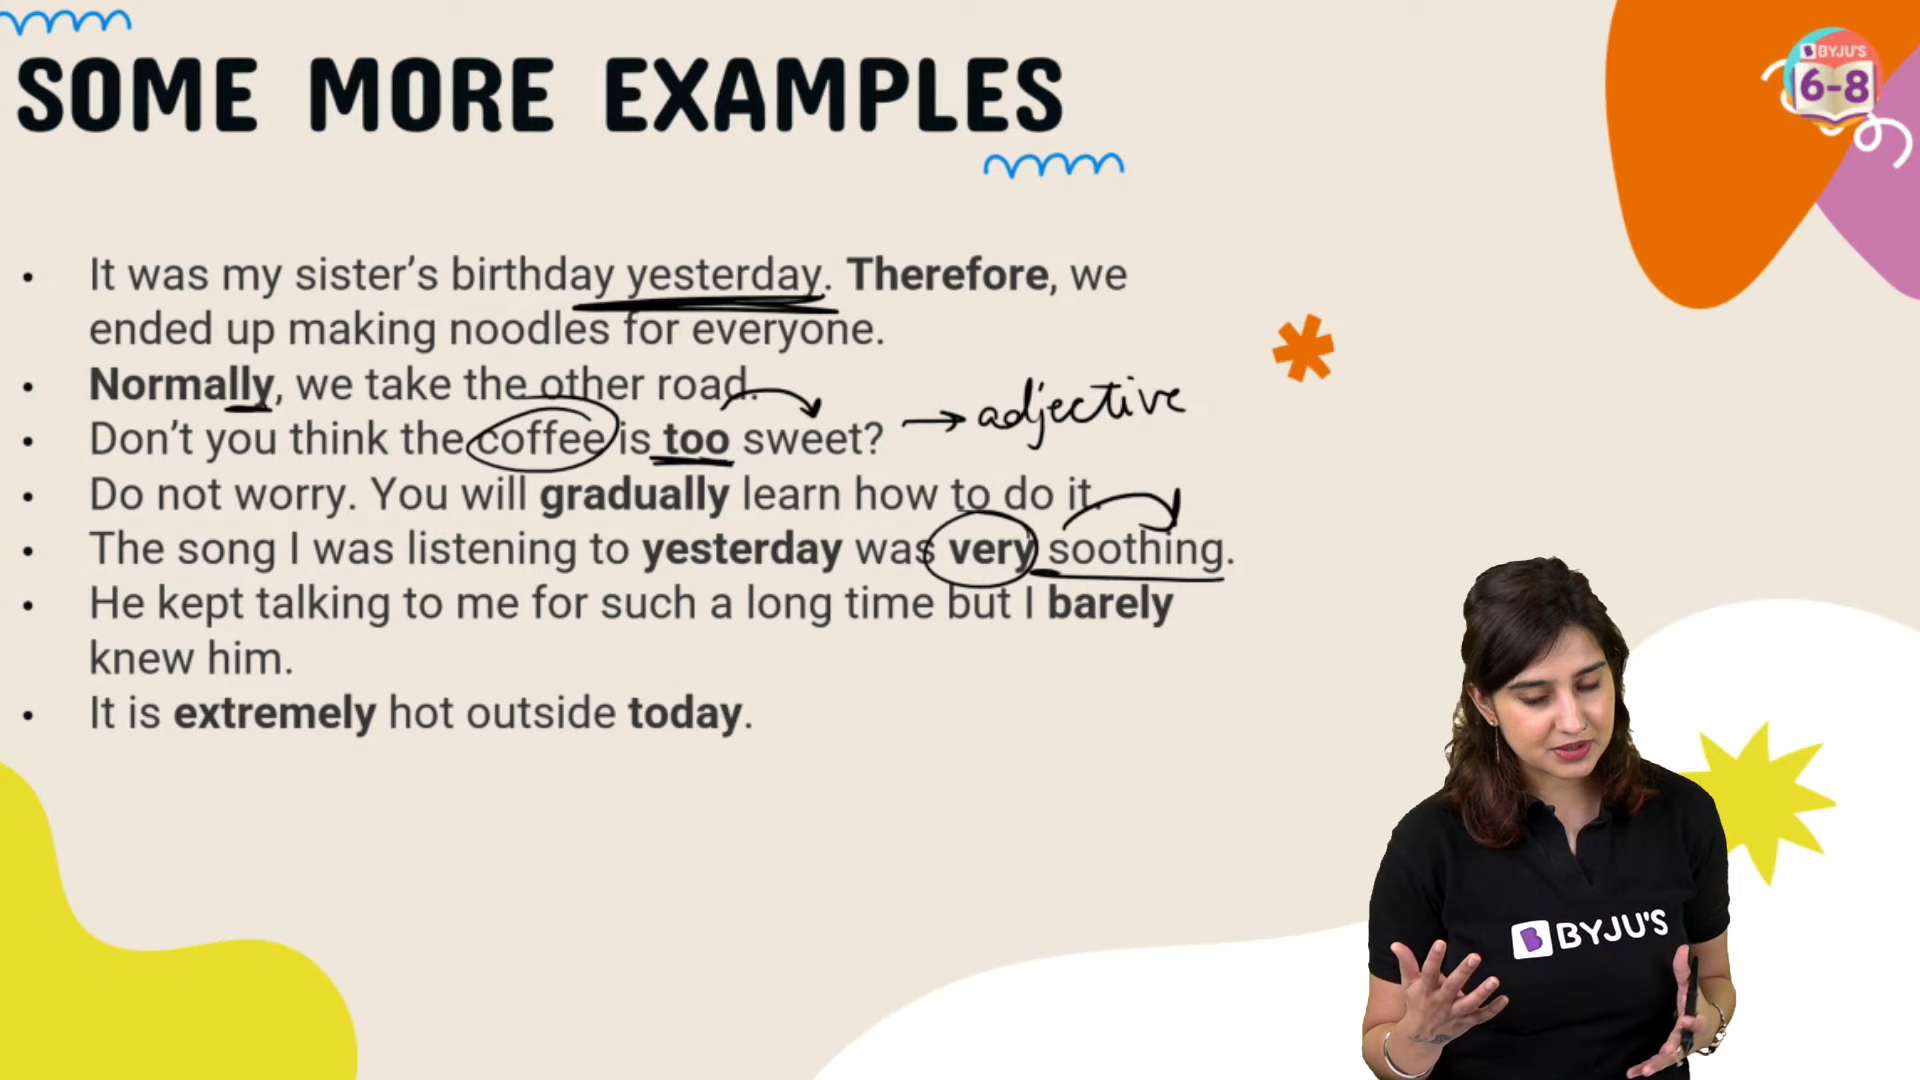 BYJU'S
6-8
SOME MORE EXAMPLES
• It was my sister’s birthday yesterday. Therefore, we
ended up making noodles for everyone.
• Normally, we take the other road.
• Don’t you think the coffee is too sweet? → adjective
• Do not worry. You will gradually learn how to do it.
• The song I was listening to yesterday was very soothing.
• He kept talking to me for such a long time but I barely
knew him.
• It is extremely hot outside today.
BYJU'S